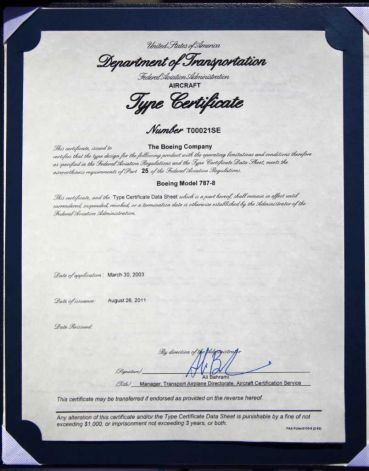 United States of America
Department of Transportation
Federal Aviation Administration
AIRCRAFT
Type Certificate
Number T00021SE
This certificate, issued to The Boeing Company
certifies that the type design for the following product with the operating limitations and conditions therefore
as specified in the Federal Aviation Regulations and the Type Certificate Data Sheet, meets the
airworthiness requirements of Part 25 of the Federal Aviation Regulations.
Boeing Model 787-8
This certificate, and the Type Certificate Data Sheet which is a part hereof, shall remain in effect until
surrendered, suspended, revoked, or a termination date is otherwise established by the Administrator of the
Federal Aviation Administration.
Date of application: March 30, 2003
Date of issuance: August 26, 2011
Date Reissued:
By direction of the Administrator
(Signature)
Ali Bahrami
(Title) Manager, Transport Airplane Directorate, Aircraft Certification Service
This certificate may be transferred if endorsed as provided on the reverse hereof.
Any alteration of this certificate and/or the Type Certificate Data Sheet is punishable by a fine of not
exceeding $1,000, or imprisonment not exceeding 3 years, or both.